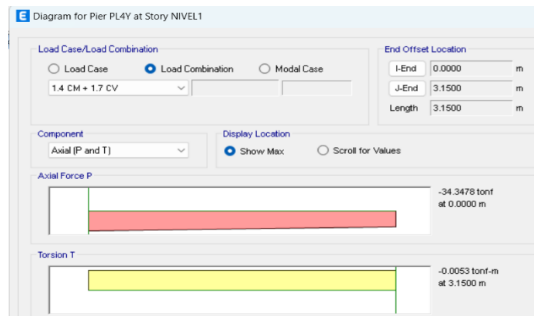 E Diagram for Pier PL4Y at Story NIVEL1
Load Case/Load Combination
Load Case Load Combination Modal Case
1.4 CM + 1.7 CV
End Offset Location
I-End 0.0000 m
J-End 3.1500 m
Length 3.1500 m
Component
Axial (P and T)
Display Location
Show Max Scroll for Values
Axial Force P
-34.3478 tonf
at 0.0000 m
Torsion T
-0.0053 tonf-m
at 3.1500 m